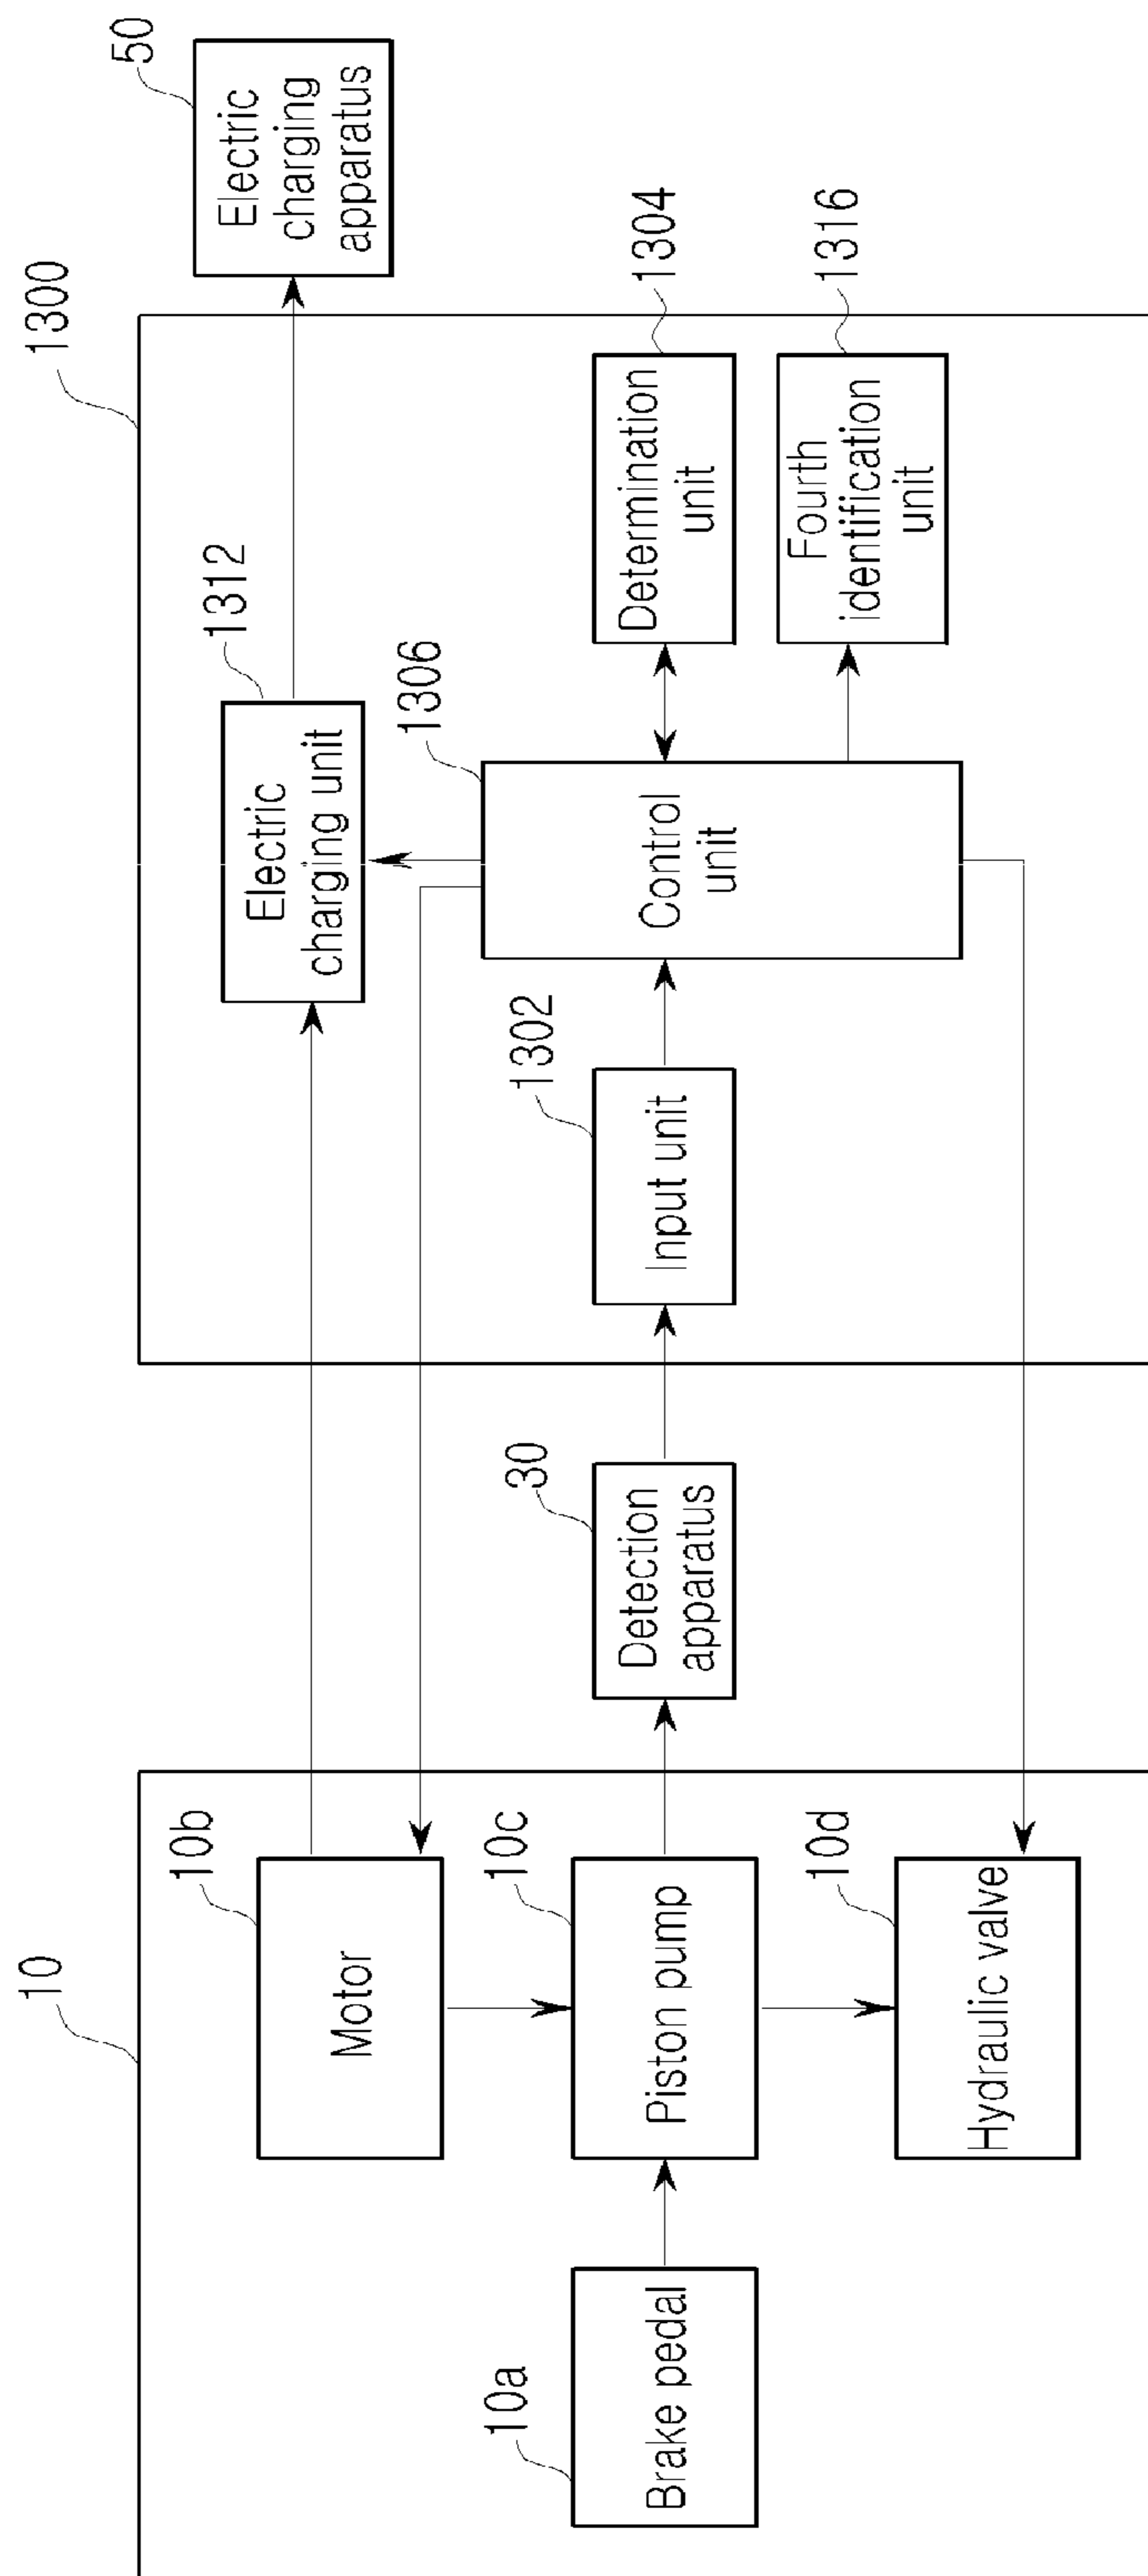 10
10a
Brake pedal
10b
Motor
10c
Piston pump
10d
Hydraulic valve
30
Detection
apparatus
1300
1302
Input unit
1306
Control
unit
1312
Electric
charging unit
1304
Determination
unit
1316
Fourth
identification
unit
50
Electric
charging
apparatus